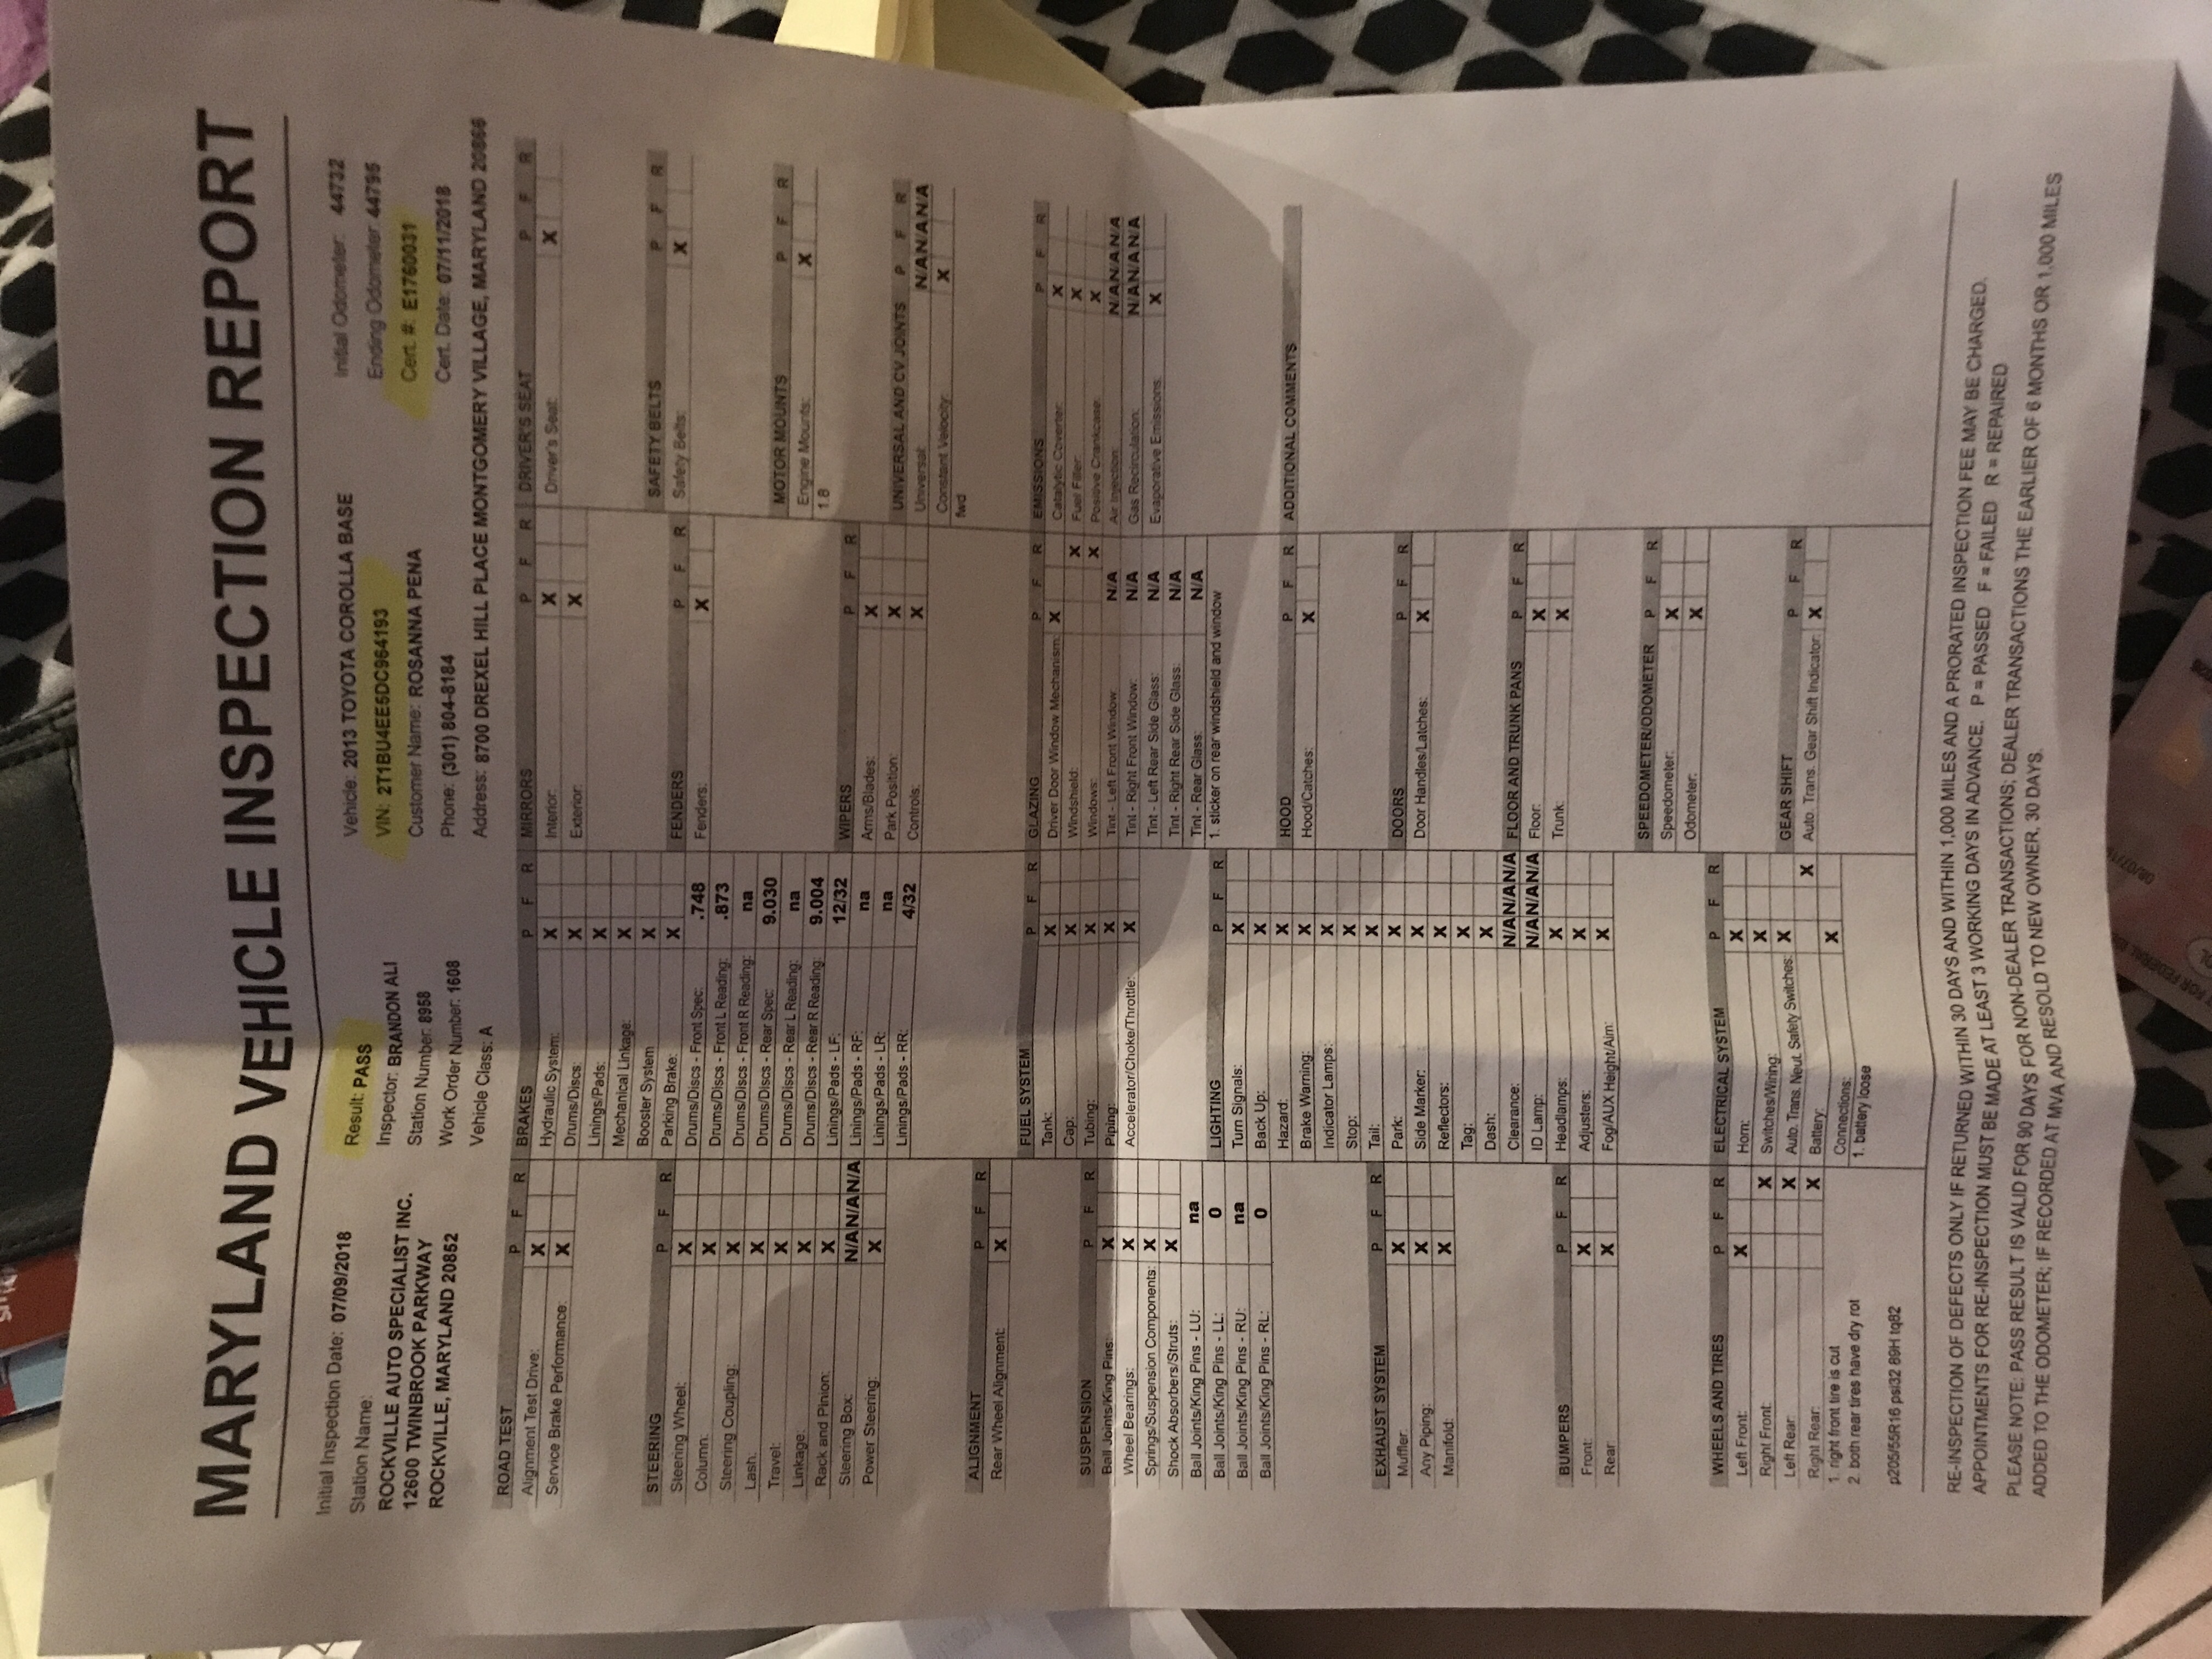 MARYLAND VEHICLE INSPECTION REPORT
Initial Inspection Date: 07/09/2018
Station Name:
ROCKVILLE AUTO SPECIALIST INC.
12600 TWINBROOK PARKWAY
ROCKVILLE, MARYLAND 20852
Result: PASS
Inspector: BRANDON ALI
Station Number: 8958
Work Order Number: 1608
Vehicle Class: A
Vehicle: 2013 TOYOTA COROLLA BASE
VIN: 2T1BU4EE5DC964193
Customer Name: ROSANNA PENA
Phone: (301) 804-8184
Address: 8700 DREXEL HILL PLACE MONTGOMERY VILLAGE, MARYLAND 20866
Initial Odometer: 44732
Ending Odometer: 44795
Cert. #: E1760031
Cert. Date: 07/11/2018
ROAD TEST P F R
Alignment Test Drive: X
Service Brake Performance: X
STEERING P F R
Steering Wheel: X
Column: X
Steering Coupling: X
Lash: X
Travel: X
Linkage: X
Rack and Pinion: X
Steering Box: N/A N/A N/A
Power Steering: X
ALIGNMENT P F R
Rear Wheel Alignment: X
SUSPENSION P F R
Ball Joints/King Pins: X
Wheel Bearings: X
Springs/Suspension Components: X
Shock Absorbers/Struts: X
Ball Joints/King Pins - LU: na
Ball Joints/King Pins - LL: 0
Ball Joints/King Pins - RU: na
Ball Joints/King Pins - RL: 0
EXHAUST SYSTEM P F R
Muffler: X
Any Piping: X
Manifold: X
BUMPERS P F R
Front: X
Rear: X
WHEELS AND TIRES P F R
Left Front: X
Right Front: X
Left Rear: X
Right Rear: X
1. right front tire is cut
2. both rear tires have dry rot
p205/55R16 psi32 89H tq82
BRAKES P F R
Hydraulic System: X
Drums/Discs: X
Linings/Pads: X
Mechanical Linkage: X
Booster System X
Parking Brake: X
Drums/Discs - Front Spec: .748
Drums/Discs - Front L Reading: .873
Drums/Discs - Front R Reading: na
Drums/Discs - Rear Spec: 9.030
Drums/Discs - Rear L Reading: na
Drums/Discs - Rear R Reading: 9.004
Linings/Pads - LF: 12/32
Linings/Pads - RF: na
Linings/Pads - LR: na
Linings/Pads - RR: 4/32
FUEL SYSTEM P F R
Tank: X
Cap: X
Tubing: X
Piping: X
Accelerator/Choke/Throttle: X
LIGHTING P F R
Turn Signals: X
Back Up: X
Hazard: X
Brake Warning: X
Indicator Lamps: X
Stop: X
Tail: X
Park: X
Side Marker: X
Reflectors: X
Tag: X
Dash: X
Clearance: N/A N/A N/A
ID Lamp: N/A N/A N/A
Headlamps: X
Adjusters: X
Fog/AUX Height/Aim: X
ELECTRICAL SYSTEM P F R
Horn: X
Switches/Wiring: X
Auto. Trans. Neut. Safety Switches: X
Battery: X
Connections: X
1. battery loose
MIRRORS P F R
Interior: X
Exterior: X
FENDERS P F R
Fenders: X
WIPERS P F R
Arms/Blades: X
Park Position: X
Controls: X
GLAZING P F R
Driver Door Window Mechanism: X
Windshield: X
Windows: X
Tint - Left Front Window: N/A
Tint - Right Front Window: N/A
Tint - Left Rear Side Glass: N/A
Tint - Right Rear Side Glass: N/A
Tint - Rear Glass: N/A
1. sticker on rear windshield and window
HOOD P F R
Hood/Catches: X
DOORS P F R
Door Handles/Latches: X
FLOOR AND TRUNK PANS P F R
Floor: X
Trunk: X
SPEEDOMETER/ODOMETER P F R
Speedometer: X
Odometer: X
GEAR SHIFT P F R
Auto. Trans. Gear Shift Indicator: X
DRIVER'S SEAT P F R
Driver's Seat: X
SAFETY BELTS P F R
Safety Belts: X
MOTOR MOUNTS P F R
Engine Mounts: X
1.8
UNIVERSAL AND CV JOINTS P F R
Universal: N/A N/A N/A
Constant Velocity: X
fwd
EMISSIONS P F R
Catalytic Coverter: X
Fuel Filler: X
Positive Crankcase: X
Air Injection: N/A N/A N/A
Gas Recirculation: N/A N/A N/A
Evaporative Emissions: X
ADDITIONAL COMMENTS
RE-INSPECTION OF DEFECTS ONLY IF RETURNED WITHIN 30 DAYS AND WITHIN 1,000 MILES AND A PRORATED INSPECTION FEE MAY BE CHARGED.
APPOINTMENTS FOR RE-INSPECTION MUST BE MADE AT LEAST 3 WORKING DAYS IN ADVANCE. P = PASSED F = FAILED R = REPAIRED
PLEASE NOTE: PASS RESULT IS VALID FOR 90 DAYS FOR NON-DEALER TRANSACTIONS; DEALER TRANSACTIONS THE EARLIER OF 6 MONTHS OR 1,000 MILES
ADDED TO THE ODOMETER; IF RECORDED AT MVA AND RESOLD TO NEW OWNER, 30 DAYS.